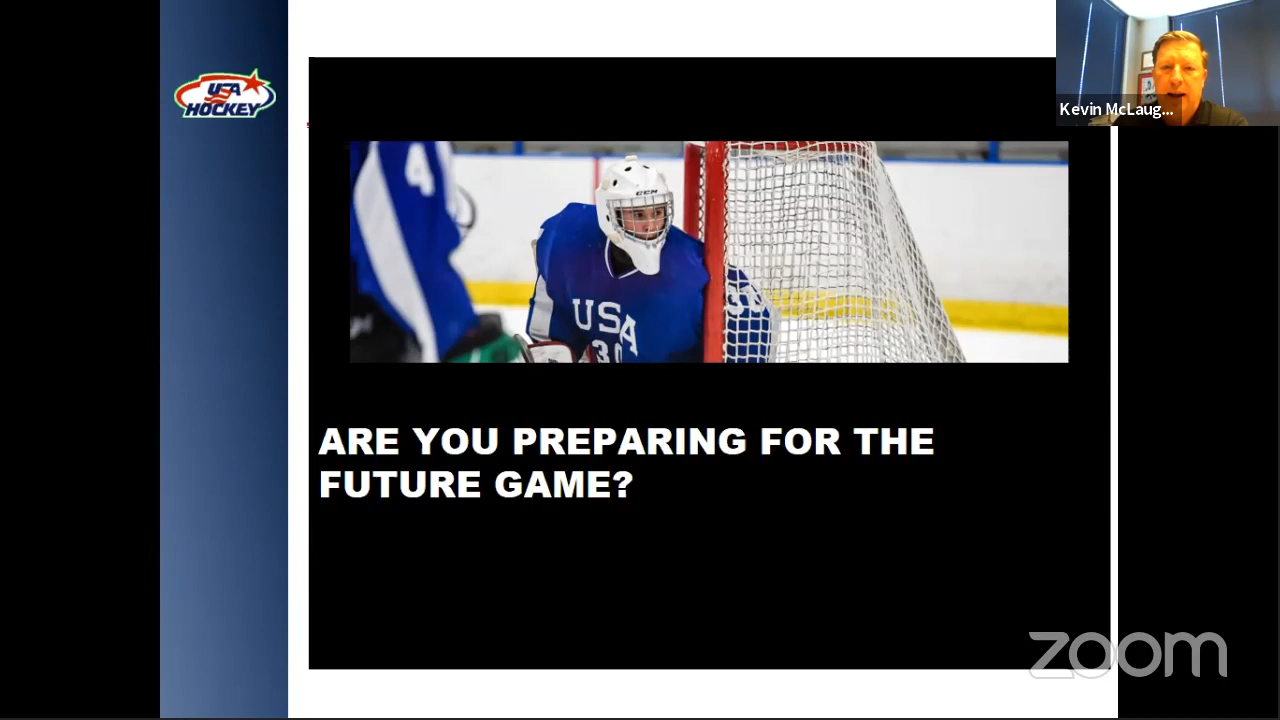 USA
HOCKEY
Kevin McLaug...
4
CCM
USA
30
ARE YOU PREPARING FOR THE
FUTURE GAME?
zoom